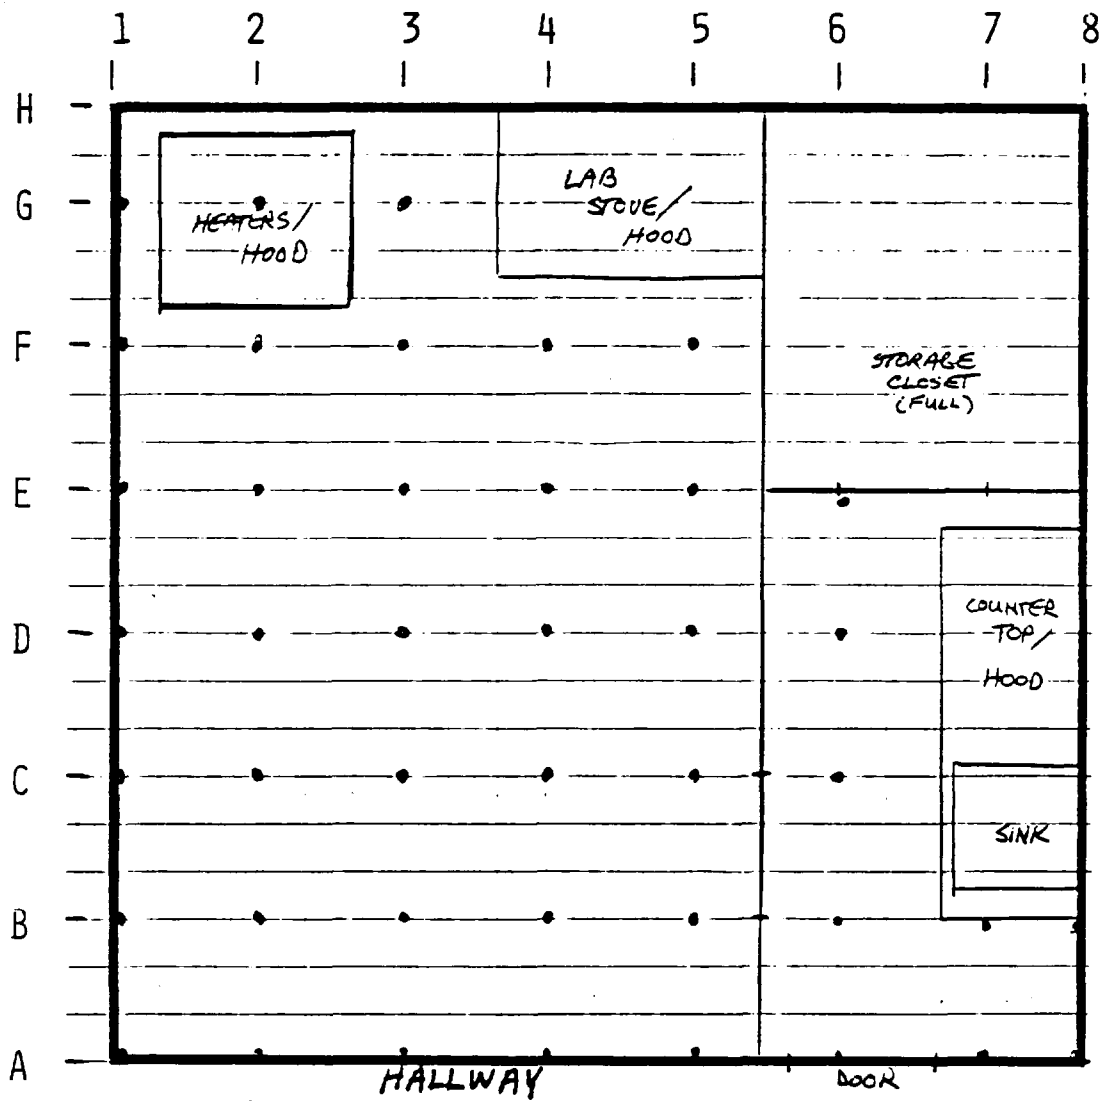 1 2 3 4 5 6 7 8
H
LAB
STOVE/
HOOD
G
HEATERS/
HOOD
F
STORAGE
CLOSET
(FULL)
E
COUNTER
TOP/
HOOD
D
C
SINK
B
A
HALLWAY DOOR